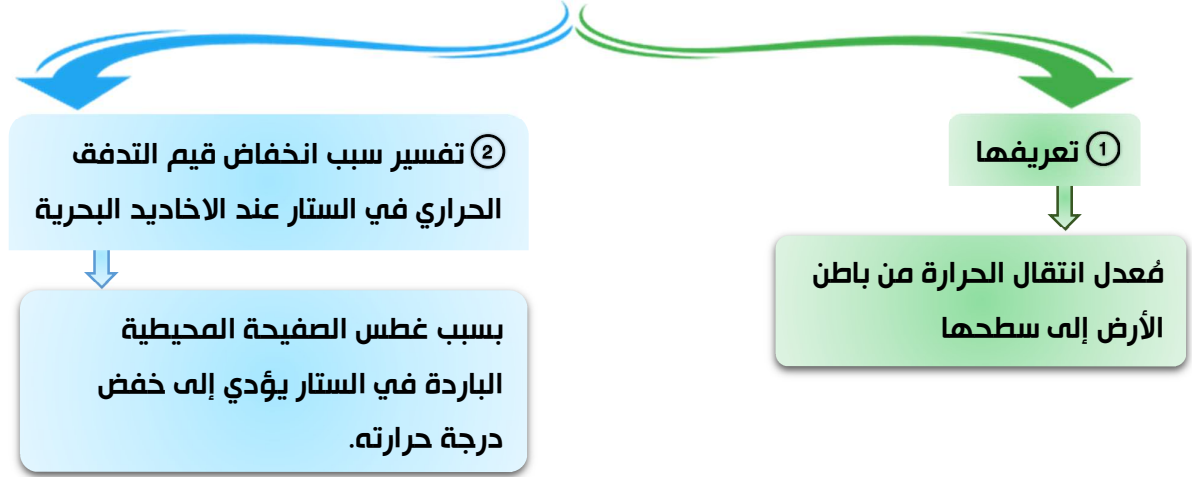 ① تعريفها
مُعدل انتقال الحرارة من باطن
الأرض إلى سطحها
② تفسير سبب انخفاض قيم التدفق
الحراري في الستار عند الاخاديد البحرية
بسبب غطس الصفيحة المحيطية
الباردة في الستار يؤدي إلى خفض
درجة حرارته.